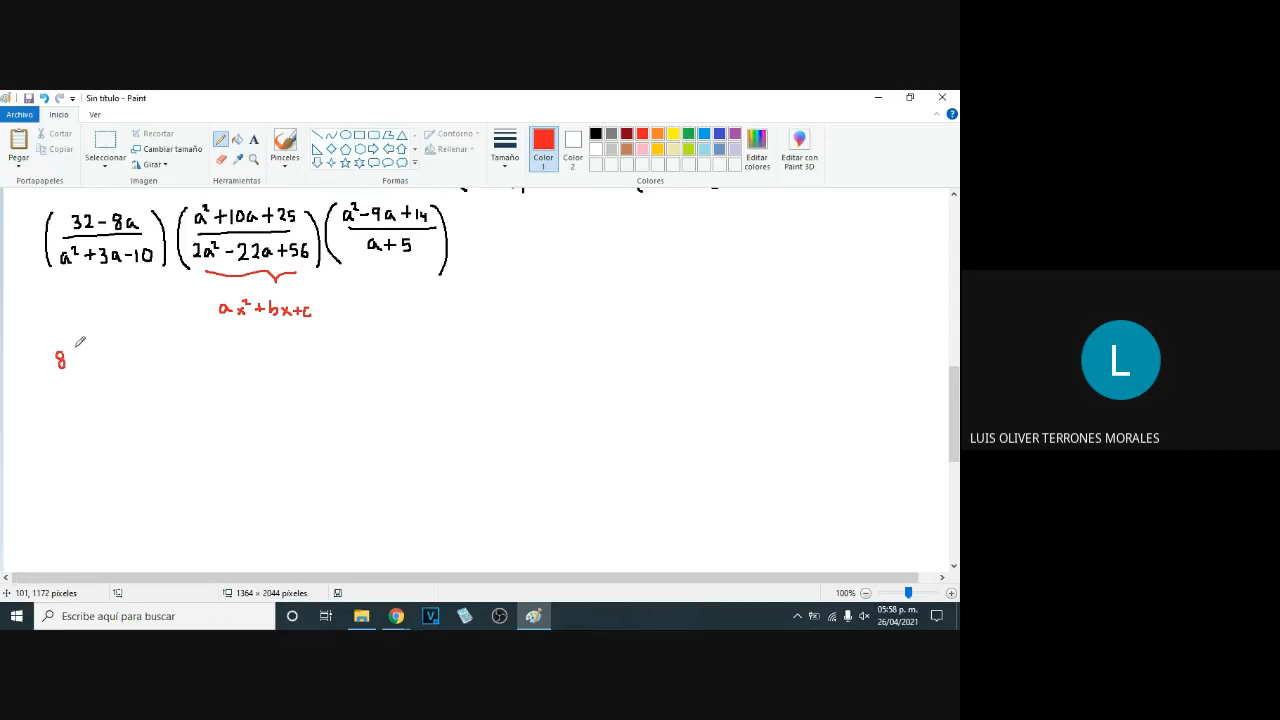 Sin título - Paint
Archivo Inicio Ver
Pegar
Cortar
Copiar
Portapapeles
Seleccionar
Recortar
Cambiar tamaño
Girar
Imagen
A
Herramientas
Pinceles
Contorno
Rellenar
Formas
Tamaño
Color 1
Color 2
Editar colores
Colores
Editar con Paint 3D
(32 - 8a / a² + 3a - 10) (a² + 10a + 25 / 2a² - 22a + 56) (a² - 9a + 14 / a + 5)
ax² + bx + c
8
L
LUIS OLIVER TERRONES MORALES
101, 1172 píxeles
1364 × 2044 píxeles
100%
Escribe aquí para buscar
V
05:58 p. m.
26/04/2021